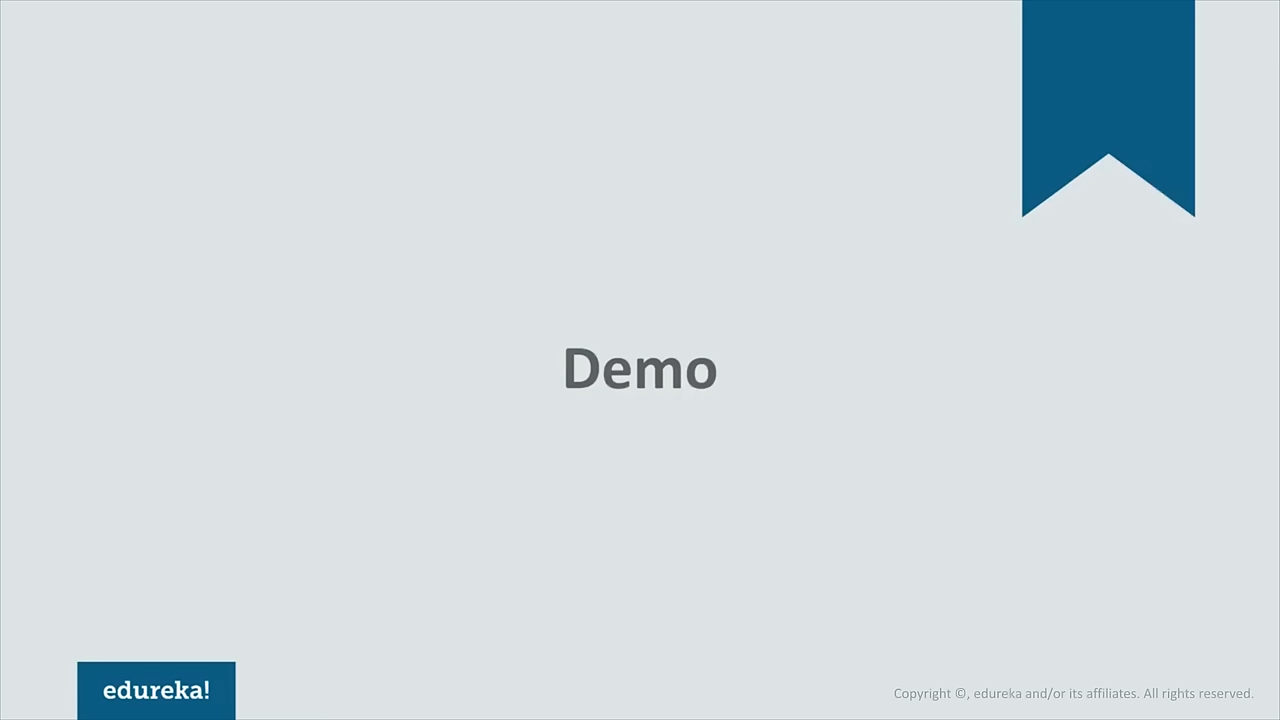 Demo
edureka!
Copyright ©, edureka and/or its affiliates. All rights reserved.